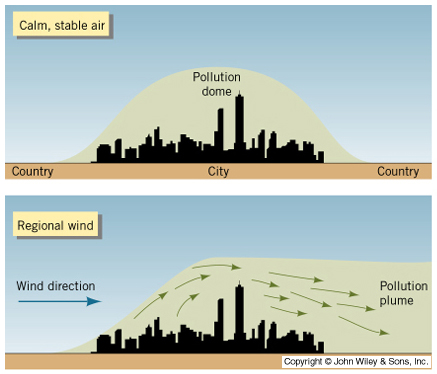 Calm, stable air
Pollution
dome
Country
City
Country
Regional wind
Wind direction
Pollution
plume
Copyright © John Wiley & Sons, Inc.